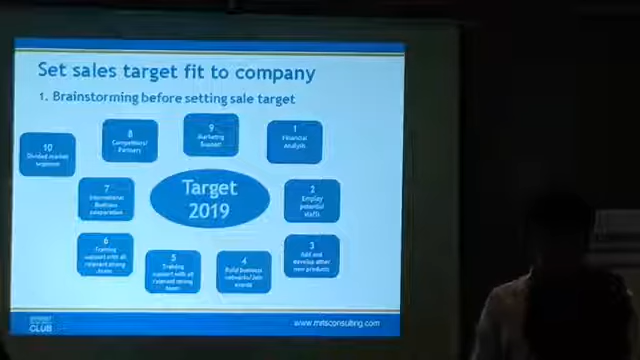 Set sales target fit to company
1. Brainstorming before setting sale target
Target
2019
1
Financial
Analysis
2
Employ
potential
staffs
3
Add and
develop other
new products
4
Build business
networks/Join
events
5
Training
support with all
relevant strong
team
6
Training
support with all
relevant strong
team
7
International
Business
cooperation
8
Competitors/
Partners
9
Marketing
Support
10
Divided market
segment
CLUB
www.mitsconsulting.com